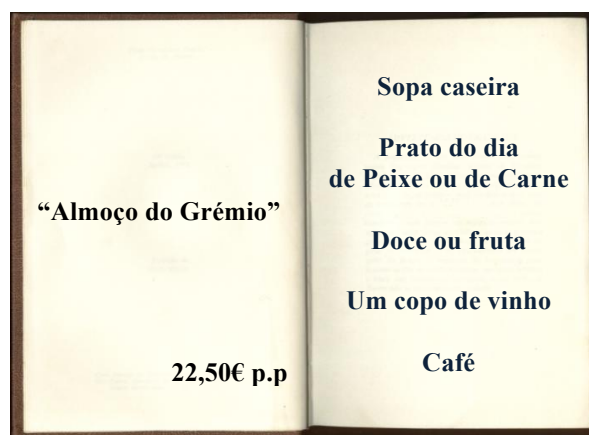 “Almoço do Grémio”
22,50€ p.p
Sopa caseira
Prato do dia
de Peixe ou de Carne
Doce ou fruta
Um copo de vinho
Café